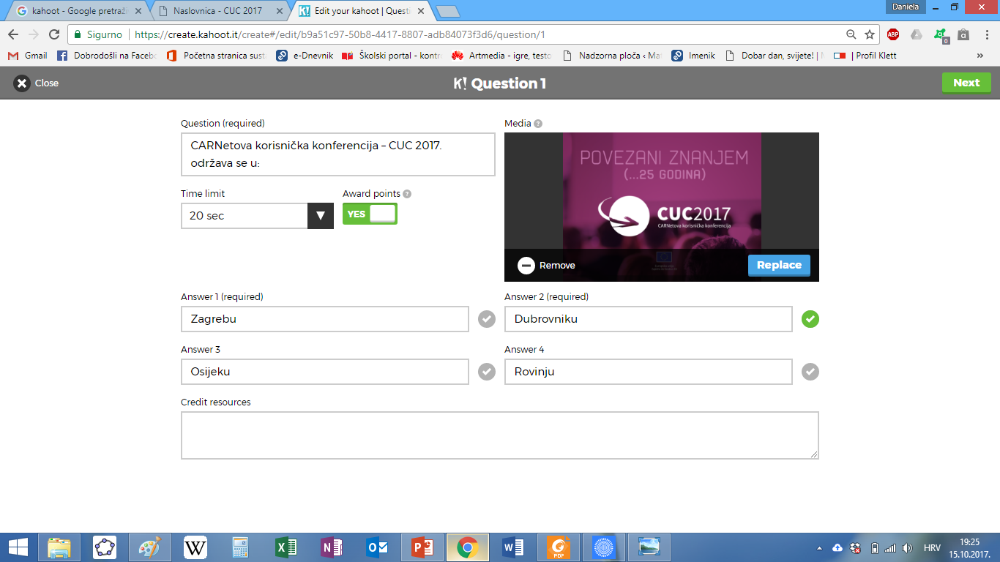 kahoot - Google pretraži
Naslovnica - CUC 2017
Edit your kahoot | Questi
Daniela
Sigurno
https://create.kahoot.it/create#/edit/b9a51c97-50b8-4417-8807-adb84073f3d6/question/1
ABP
0
Gmail
Dobrodošli na Faceb
Početna stranica sust
e-Dnevnik
Školski portal - kontro
Artmedia - igre, testo
Nadzorna ploča ‹ Ma
Imenik
Dobar dan, svijete! |
| Profil Klett
»
Close
K! Question 1
Next
Question (required)
CARNetova korisnička konferencija – CUC 2017.
održava se u:
Time limit
20 sec
Award points ?
YES
Media ?
POVEZANI ZNANJEM
(...25 GODINA)
CUC2017
CARNetova korisnička konferencija
Remove
Replace
Answer 1 (required)
Zagrebu
Answer 2 (required)
Dubrovniku
Answer 3
Osijeku
Answer 4
Rovinju
Credit resources
HRV
19:25
15.10.2017.